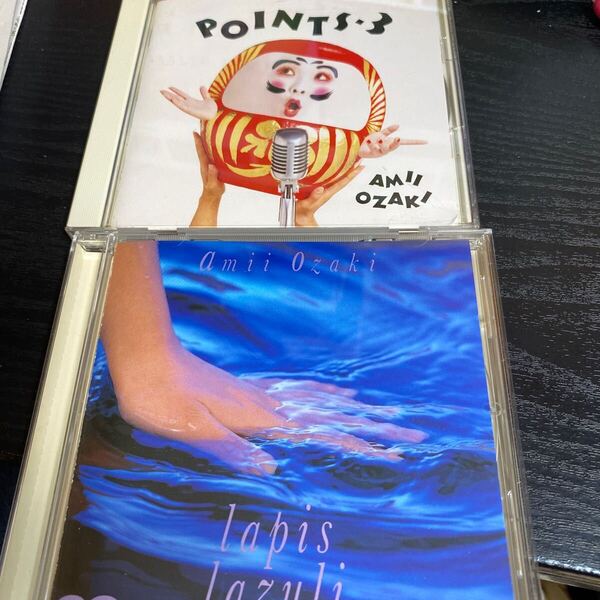 POINTS・3
AMII
OZAKI
amii Ozaki
lapis
lazuli